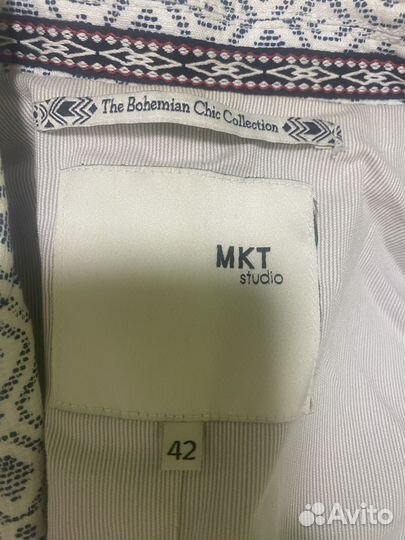 The Bohemian Chic Collection
MKT
studio
42
Avito